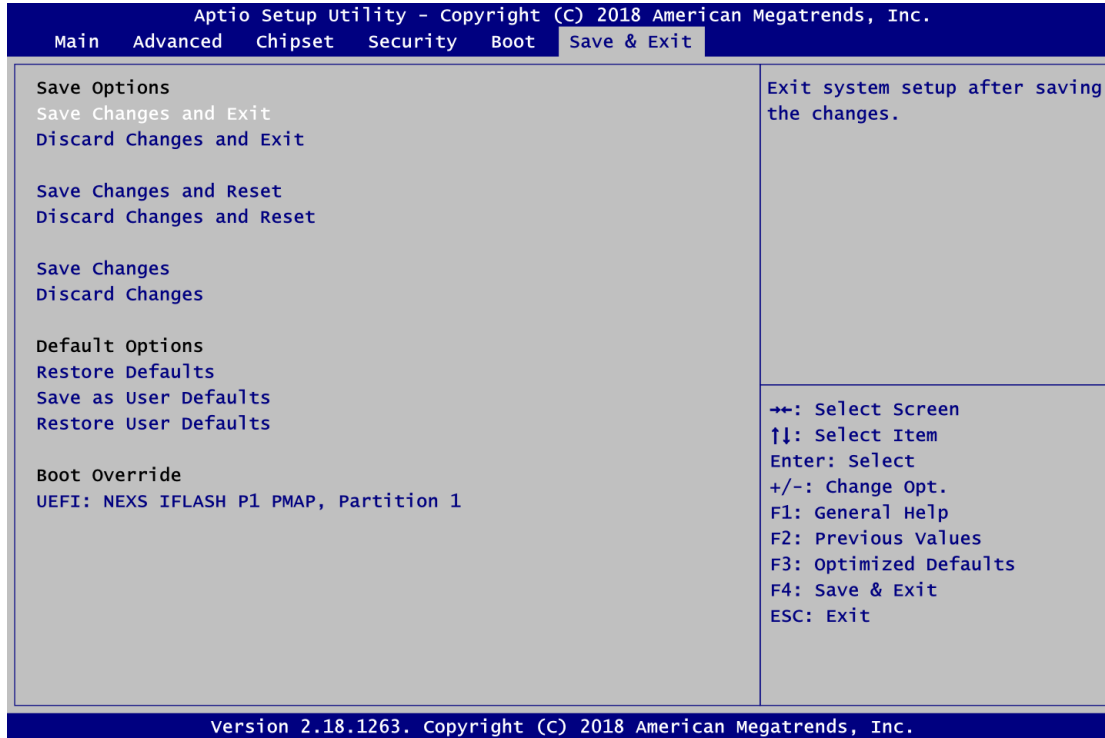 Aptio Setup Utility - Copyright (C) 2018 American Megatrends, Inc.
Main Advanced Chipset Security Boot Save & Exit
Save Options
Save Changes and Exit
Discard Changes and Exit
Save Changes and Reset
Discard Changes and Reset
Save Changes
Discard Changes
Default Options
Restore Defaults
Save as User Defaults
Restore User Defaults
Boot Override
UEFI: NEXS IFLASH P1 PMAP, Partition 1
Exit system setup after saving
the changes.
→←: Select Screen
↑↓: Select Item
Enter: Select
+/-: Change Opt.
F1: General Help
F2: Previous Values
F3: Optimized Defaults
F4: Save & Exit
ESC: Exit
Version 2.18.1263. Copyright (C) 2018 American Megatrends, Inc.